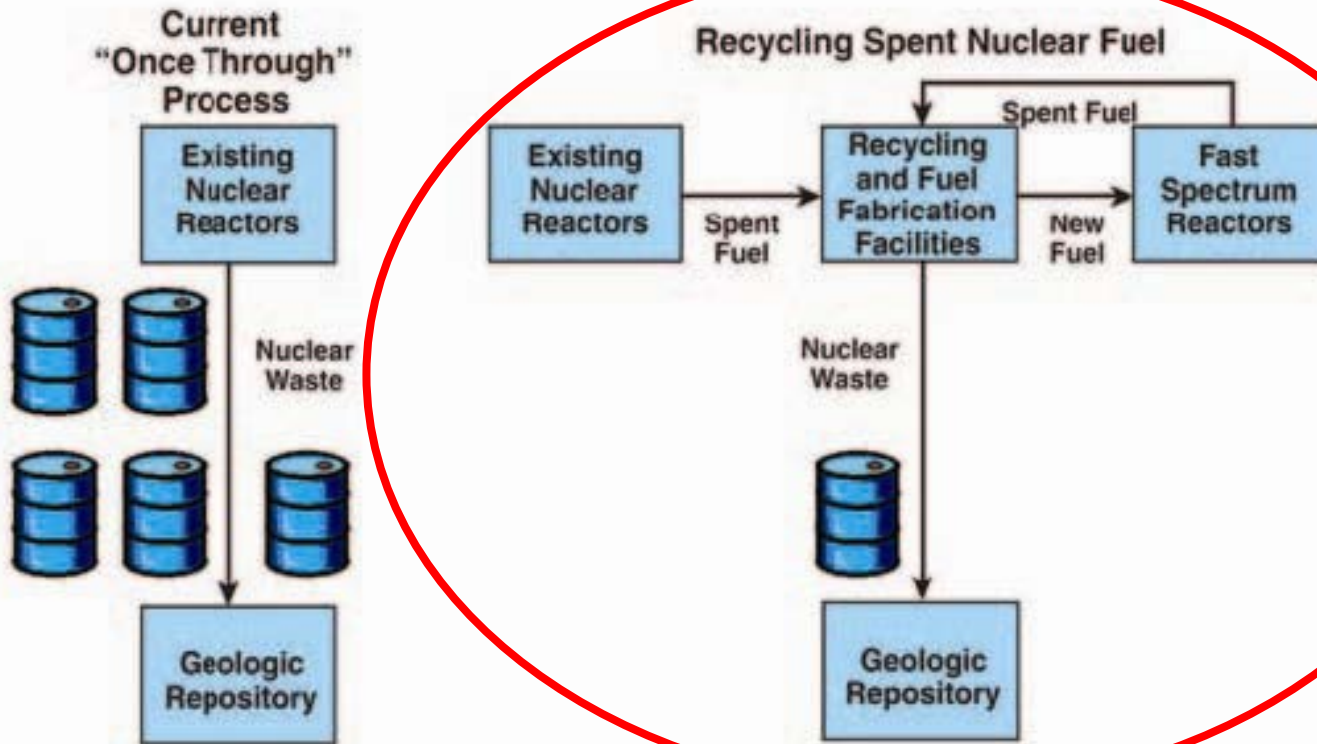 Current
“Once Through”
Process
Existing
Nuclear
Reactors
Nuclear
Waste
Geologic
Repository
Recycling Spent Nuclear Fuel
Existing
Nuclear
Reactors
Spent
Fuel
Recycling
and Fuel
Fabrication
Facilities
Spent Fuel
New
Fuel
Fast
Spectrum
Reactors
Nuclear
Waste
Geologic
Repository